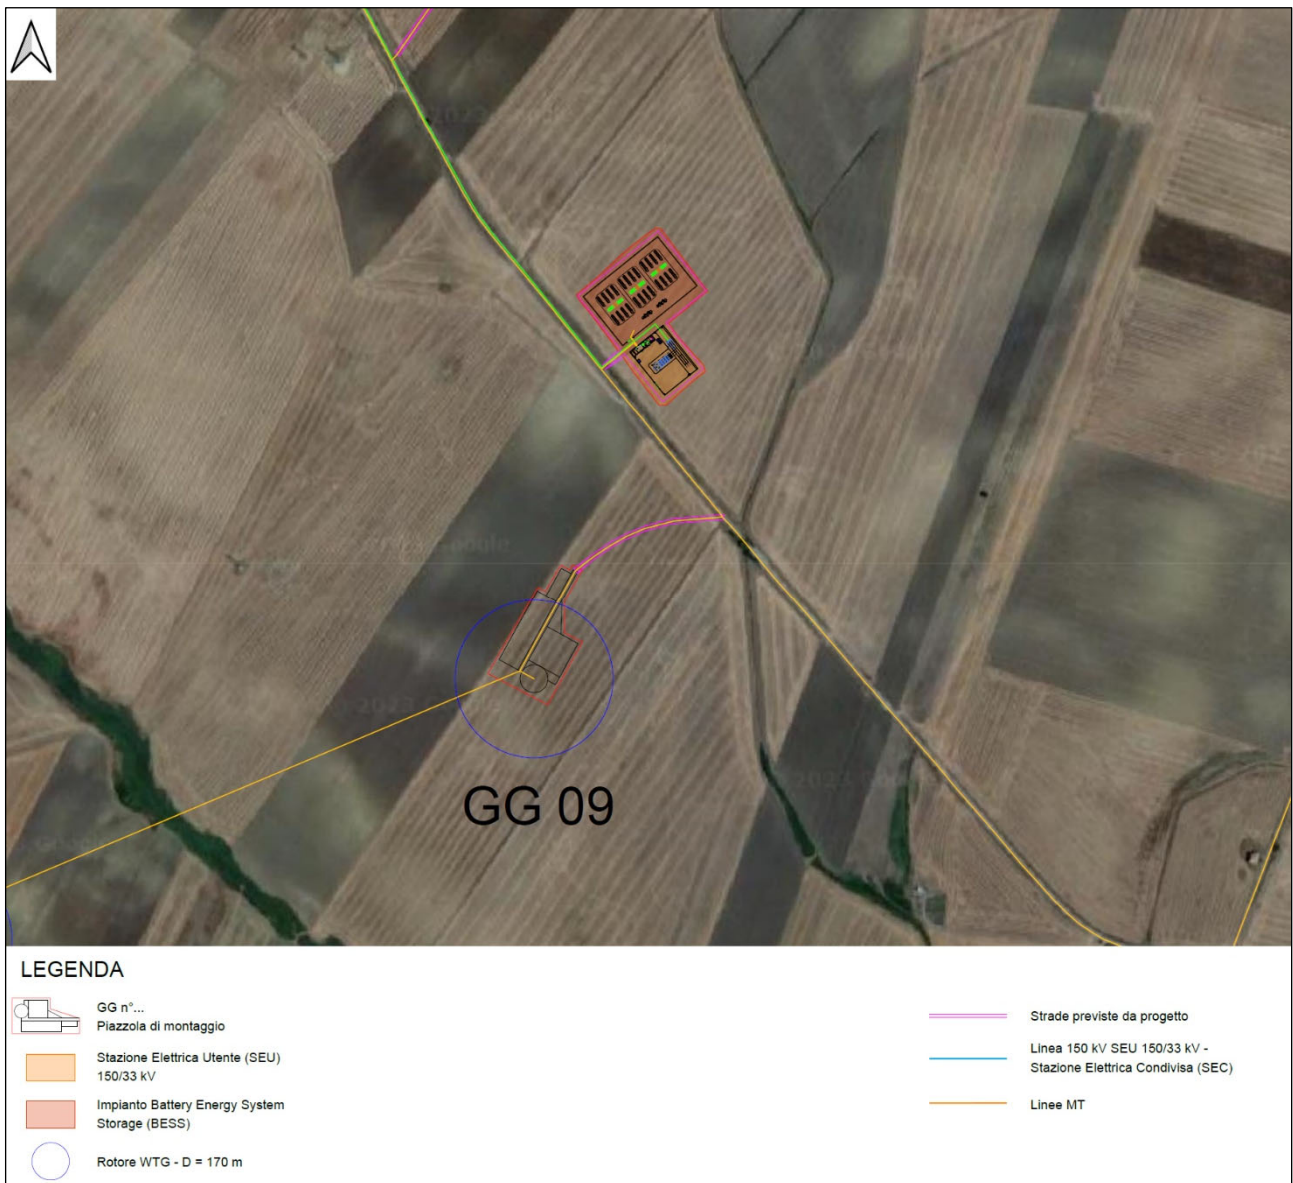 GG 09
LEGENDA
GG n°...
Piazzola di montaggio
Stazione Elettrica Utente (SEU)
150/33 kV
Impianto Battery Energy System
Storage (BESS)
Rotore WTG - D = 170 m
Strade previste da progetto
Linea 150 kV SEU 150/33 kV -
Stazione Elettrica Condivisa (SEC)
Linee MT